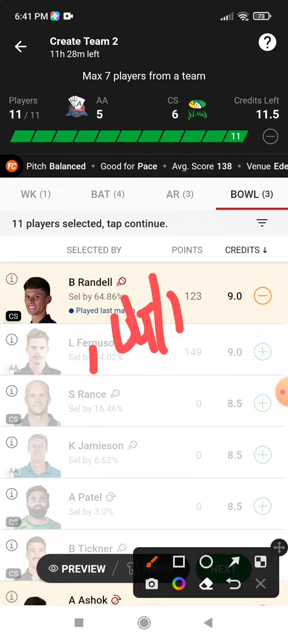 6:41 PM
73
Create Team 2
11h 28m left
?
Max 7 players from a team
Players AA CS Credits Left
11 / 11 5 6 11.5
11
FC Pitch Balanced • Good for Pace • Avg. Score 138 • Venue Ede
WK (1) BAT (4) AR (3) BOWL (3)
11 players selected, tap continue.
SELECTED BY POINTS CREDITS ↓
B Randell
Sel by 64.86% 123 9.0
Played last
CS
L Ferguso
149 9.0
AA
S Rance
Sel by 16.46% 0 8.5
CS
K Jamieson
Sel by 6.62% 0 8.5
AA
A Patel
Sel by 3.0% 0 8.5
CS
B Tickner
PREVIEW
A Ashok